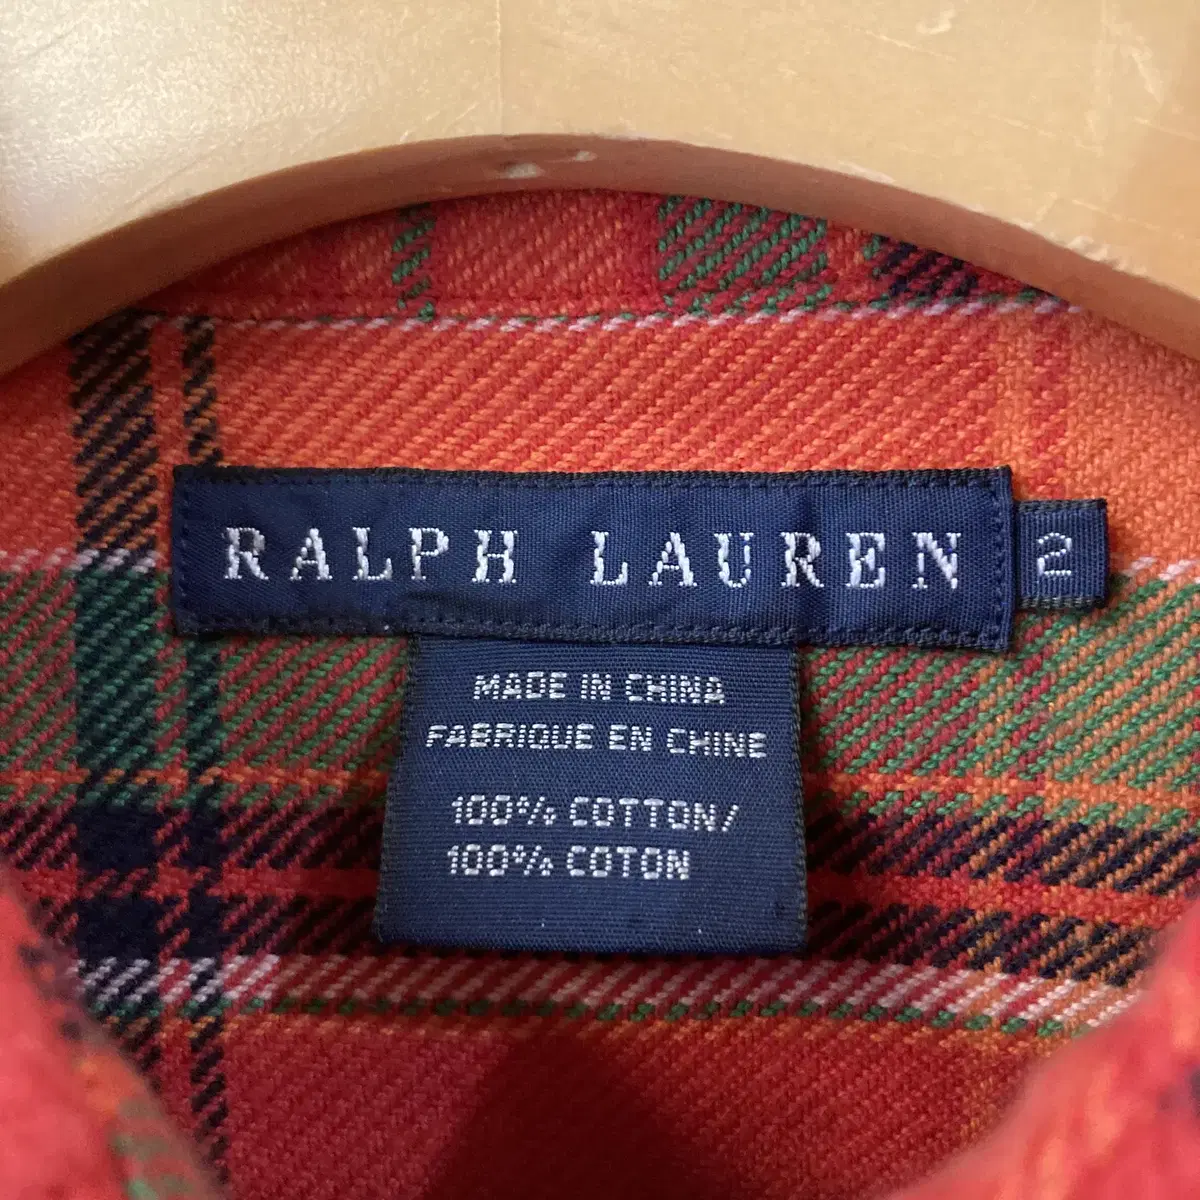 RALPH LAUREN 2
MADE IN CHINA
FABRIQUE EN CHINE
100% COTTON/
100% COTON